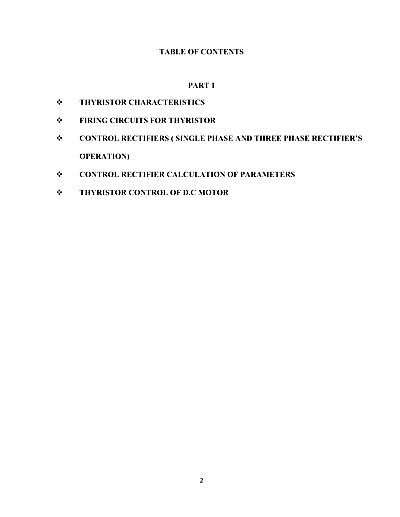 TABLE OF CONTENTS
PART 1
❖ THYRISTOR CHARACTERISTICS
❖ FIRING CIRCUITS FOR THYRISTOR
❖ CONTROL RECTIFIERS ( SINGLE PHASE AND THREE PHASE RECTIFIER'S
OPERATION)
❖ CONTROL RECTIFIER CALCULATION OF PARAMETERS
❖ THYRISTOR CONTROL OF D.C MOTOR
2